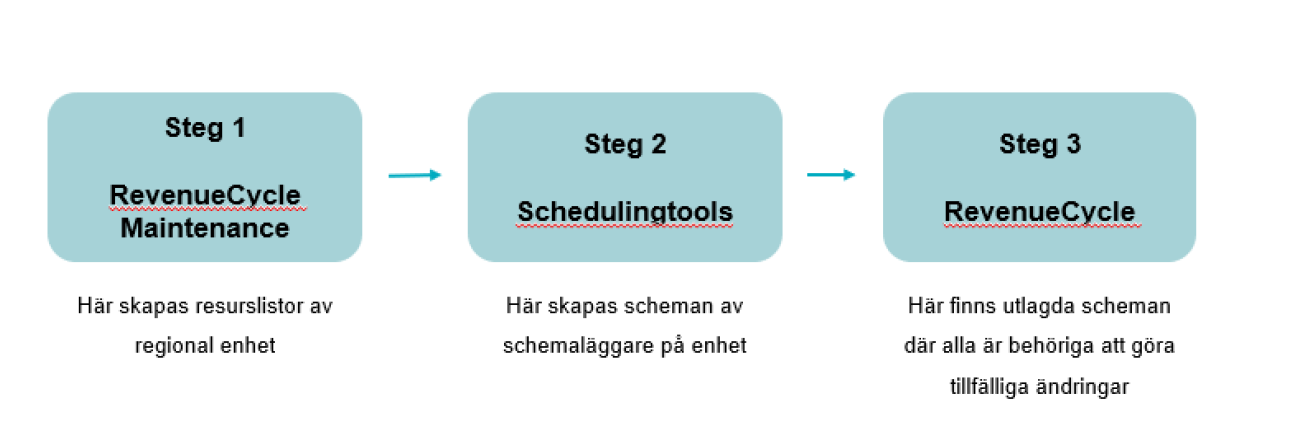 Steg 1
RevenueCycle
Maintenance
Här skapas resurslistor av
regional enhet
Steg 2
Schedulingtools
Här skapas scheman av
schemaläggare på enhet
Steg 3
RevenueCycle
Här finns utlagda scheman
där alla är behöriga att göra
tillfälliga ändringar